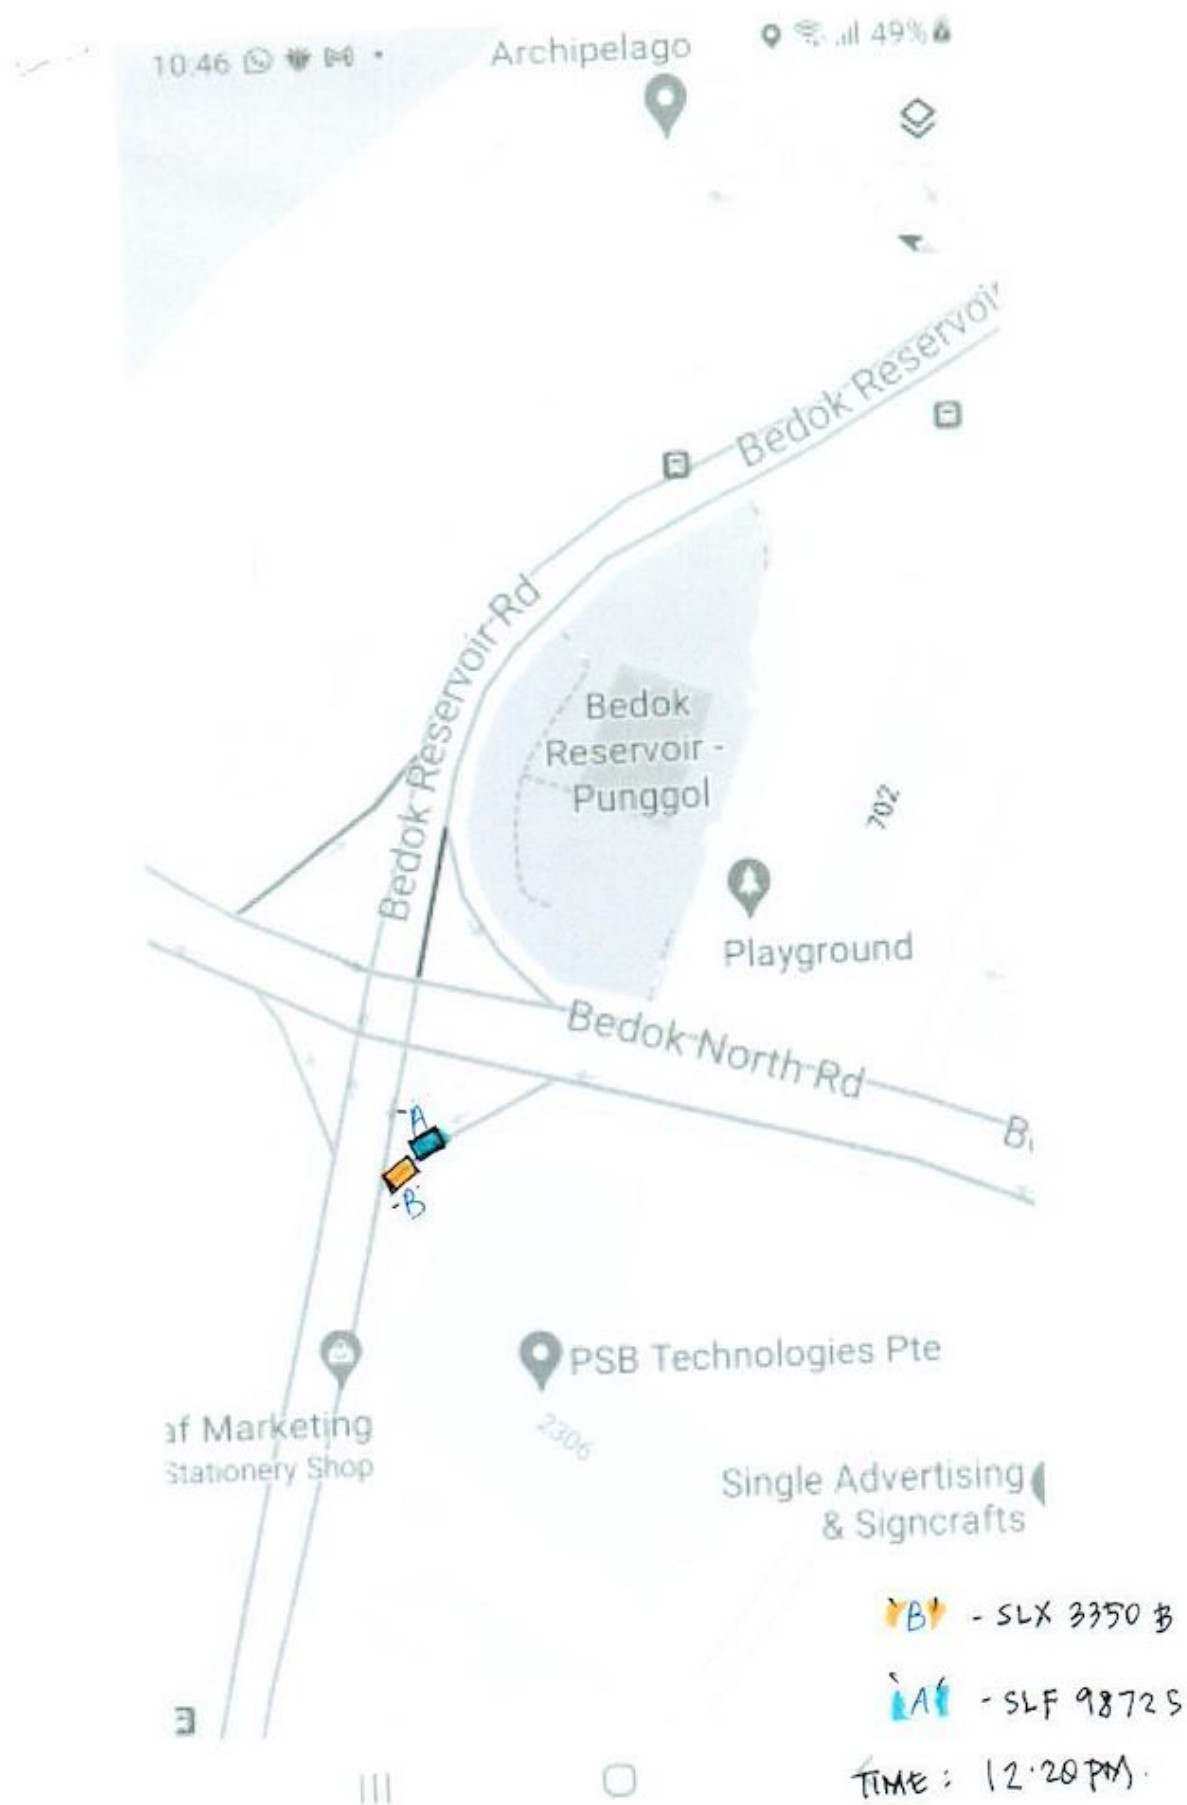 10:46
49%
Archipelago
Bedok Reservoir
Bedok Reservoir Rd
Bedok
Reservoir -
Punggol
702
Playground
Bedok North Rd
A
B
PSB Technologies Pte
2306
af Marketing
Stationery Shop
Single Advertising
& Signcrafts
'B' - SLX 3350 B
'A' - SLF 9872 S
TIME: 12.20 PM.